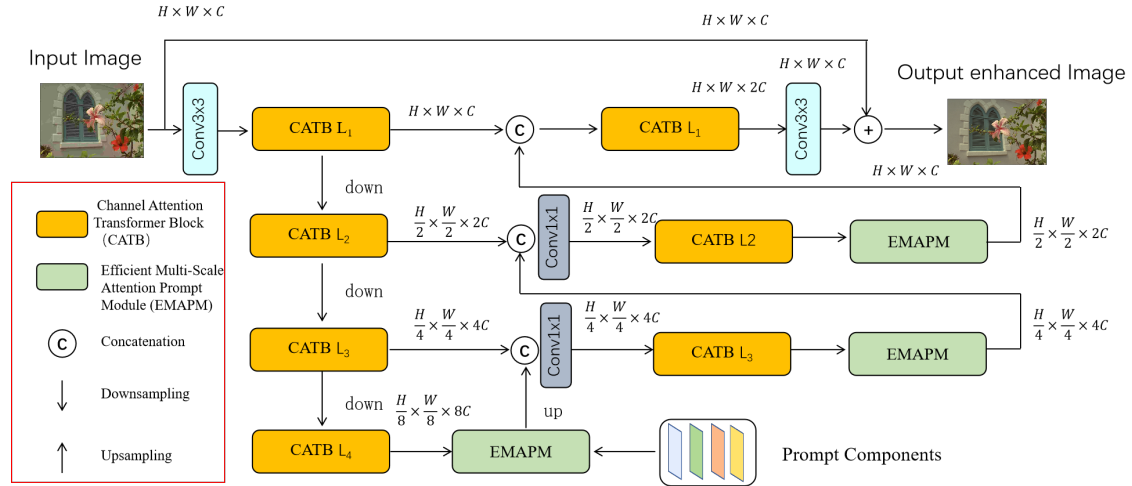 H × W × C
Input Image
H × W × C
H × W × 2C
Output enhanced Image
Conv3x3
CATB L₁
H × W × C
C
CATB L₁
Conv3x3
+
H × W × C
down
Channel Attention
Transformer Block
（CATB）
CATB L₂
H/2 × W/2 × 2C
C
Conv1x1
H/2 × W/2 × 2C
CATB L2
EMAPM
H/2 × W/2 × 2C
Efficient Multi-Scale
Attention Prompt
Module (EMAPM)
down
C
Concatenation
CATB L₃
H/4 × W/4 × 4C
C
Conv1x1
H/4 × W/4 × 4C
CATB L₃
EMAPM
H/4 × W/4 × 4C
Downsampling
down
H/8 × W/8 × 8C
up
Upsampling
CATB L₄
EMAPM
Prompt Components